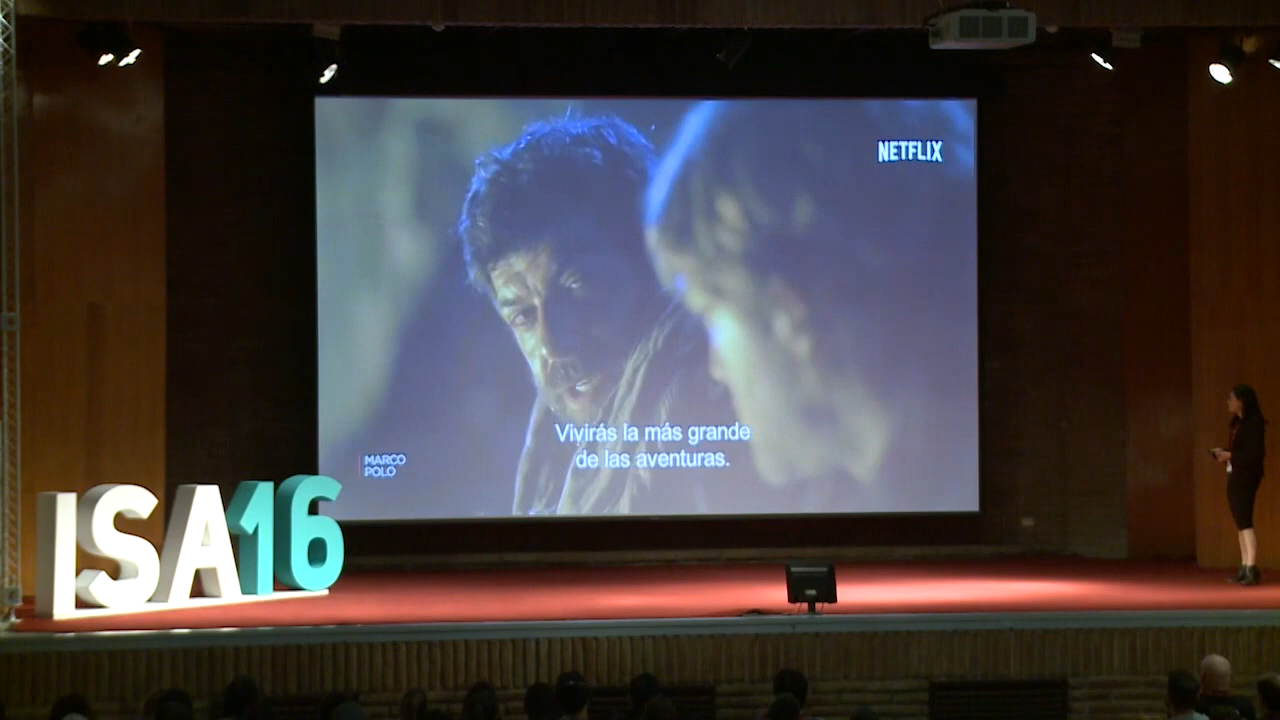 NETFLIX
Vivirás la más grande
de las aventuras.
MARCO
POLO
ISA16